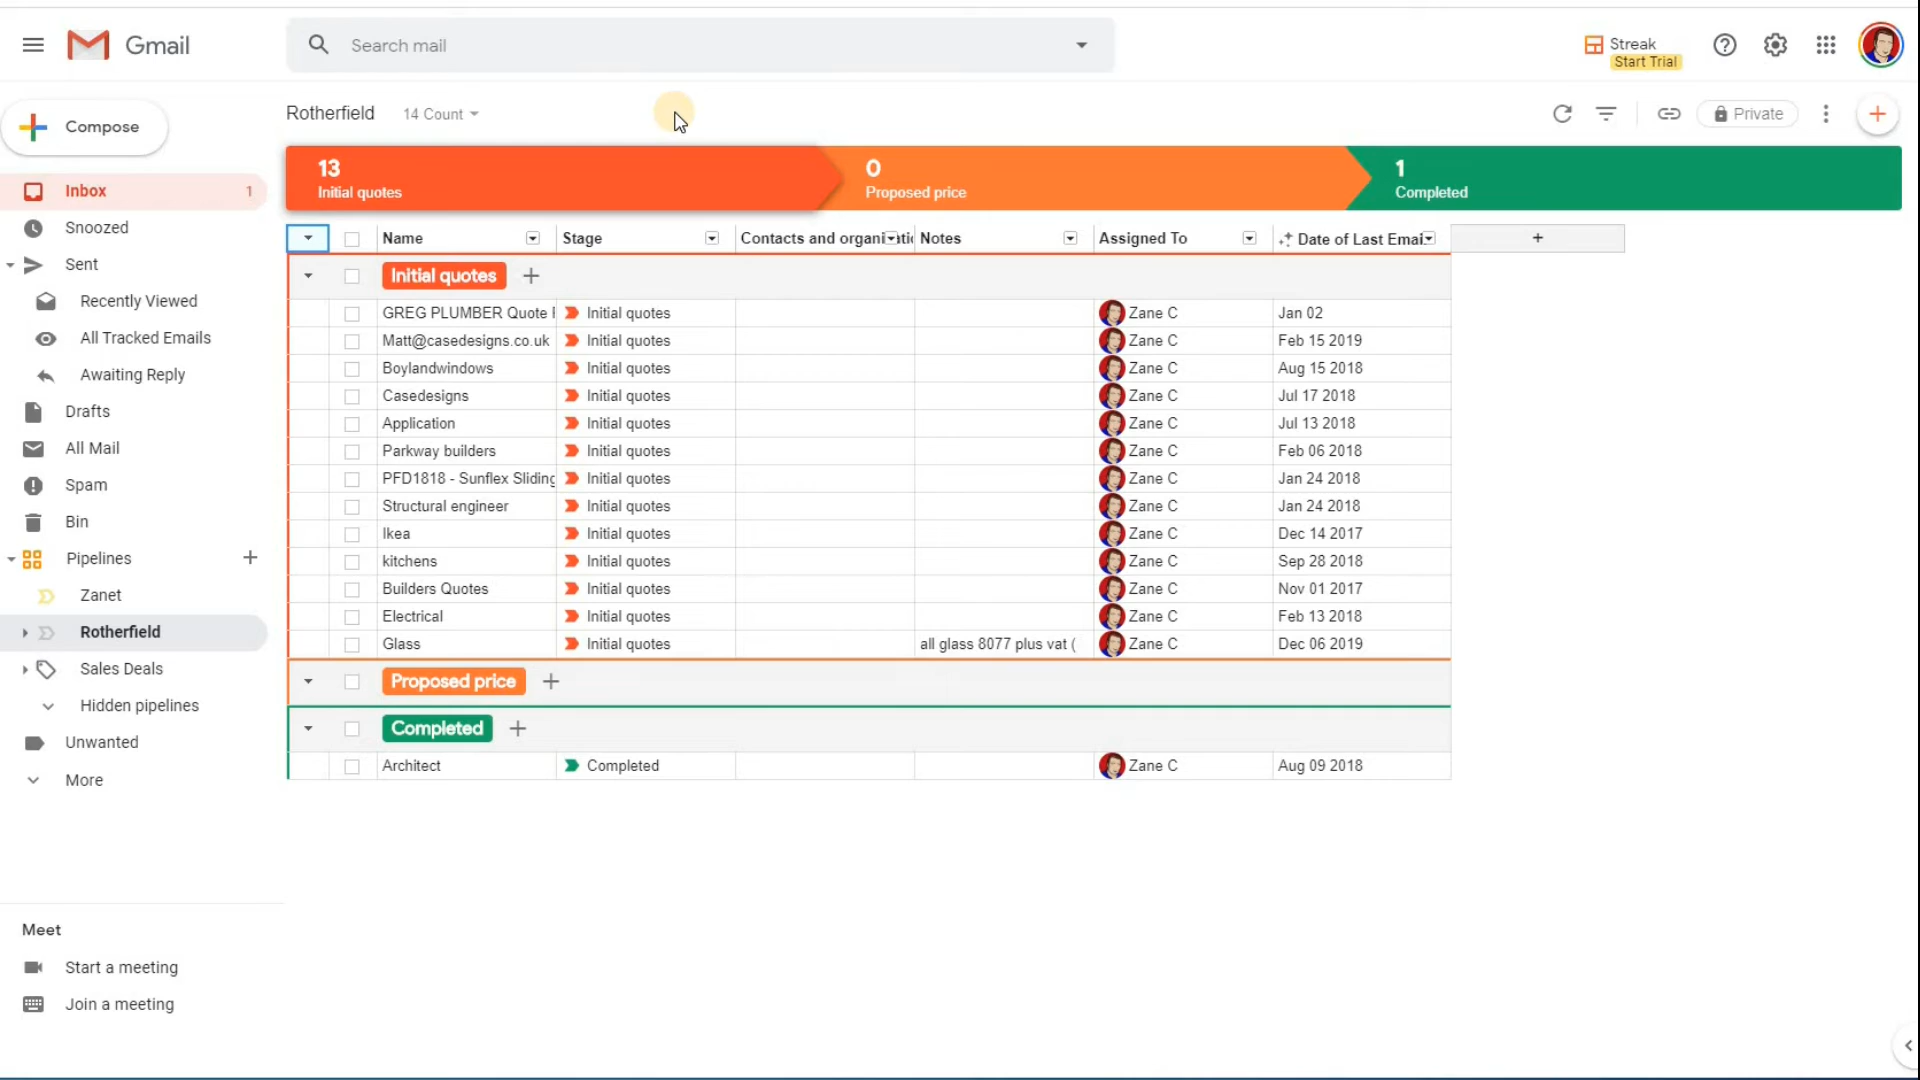 Gmail
Search mail
Streak
Start Trial
Compose
Rotherfield 14 Count
Private
13
Initial quotes
0
Proposed price
1
Completed
Inbox 1
Snoozed
Sent
Recently Viewed
All Tracked Emails
Awaiting Reply
Drafts
All Mail
Spam
Bin
Pipelines
Zanet
Rotherfield
Sales Deals
Hidden pipelines
Unwanted
More
Meet
Start a meeting
Join a meeting
Name Stage Contacts and organi Notes Assigned To Date of Last Emai
Initial quotes
GREG PLUMBER Quote Initial quotes Zane C Jan 02
Matt@casedesigns.co.uk Initial quotes Zane C Feb 15 2019
Boylandwindows Initial quotes Zane C Aug 15 2018
Casedesigns Initial quotes Zane C Jul 17 2018
Application Initial quotes Zane C Jul 13 2018
Parkway builders Initial quotes Zane C Feb 06 2018
PFD1818 - Sunflex Sliding Initial quotes Zane C Jan 24 2018
Structural engineer Initial quotes Zane C Jan 24 2018
Ikea Initial quotes Zane C Dec 14 2017
kitchens Initial quotes Zane C Sep 28 2018
Builders Quotes Initial quotes Zane C Nov 01 2017
Electrical Initial quotes Zane C Feb 13 2018
Glass Initial quotes all glass 8077 plus vat ( Zane C Dec 06 2019
Proposed price
Completed
Architect Completed Zane C Aug 09 2018